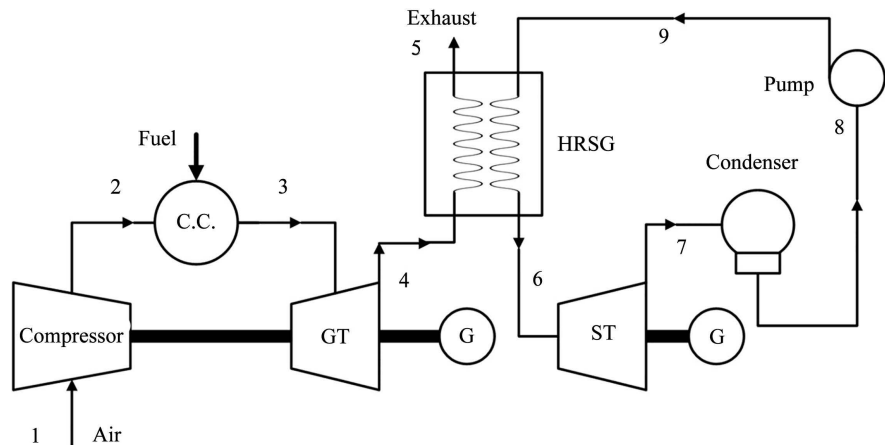 Exhaust
5
9
Pump
8
Fuel
HRSG
Condenser
2
3
C.C.
4
6
7
Compressor
GT
G
ST
G
1
Air